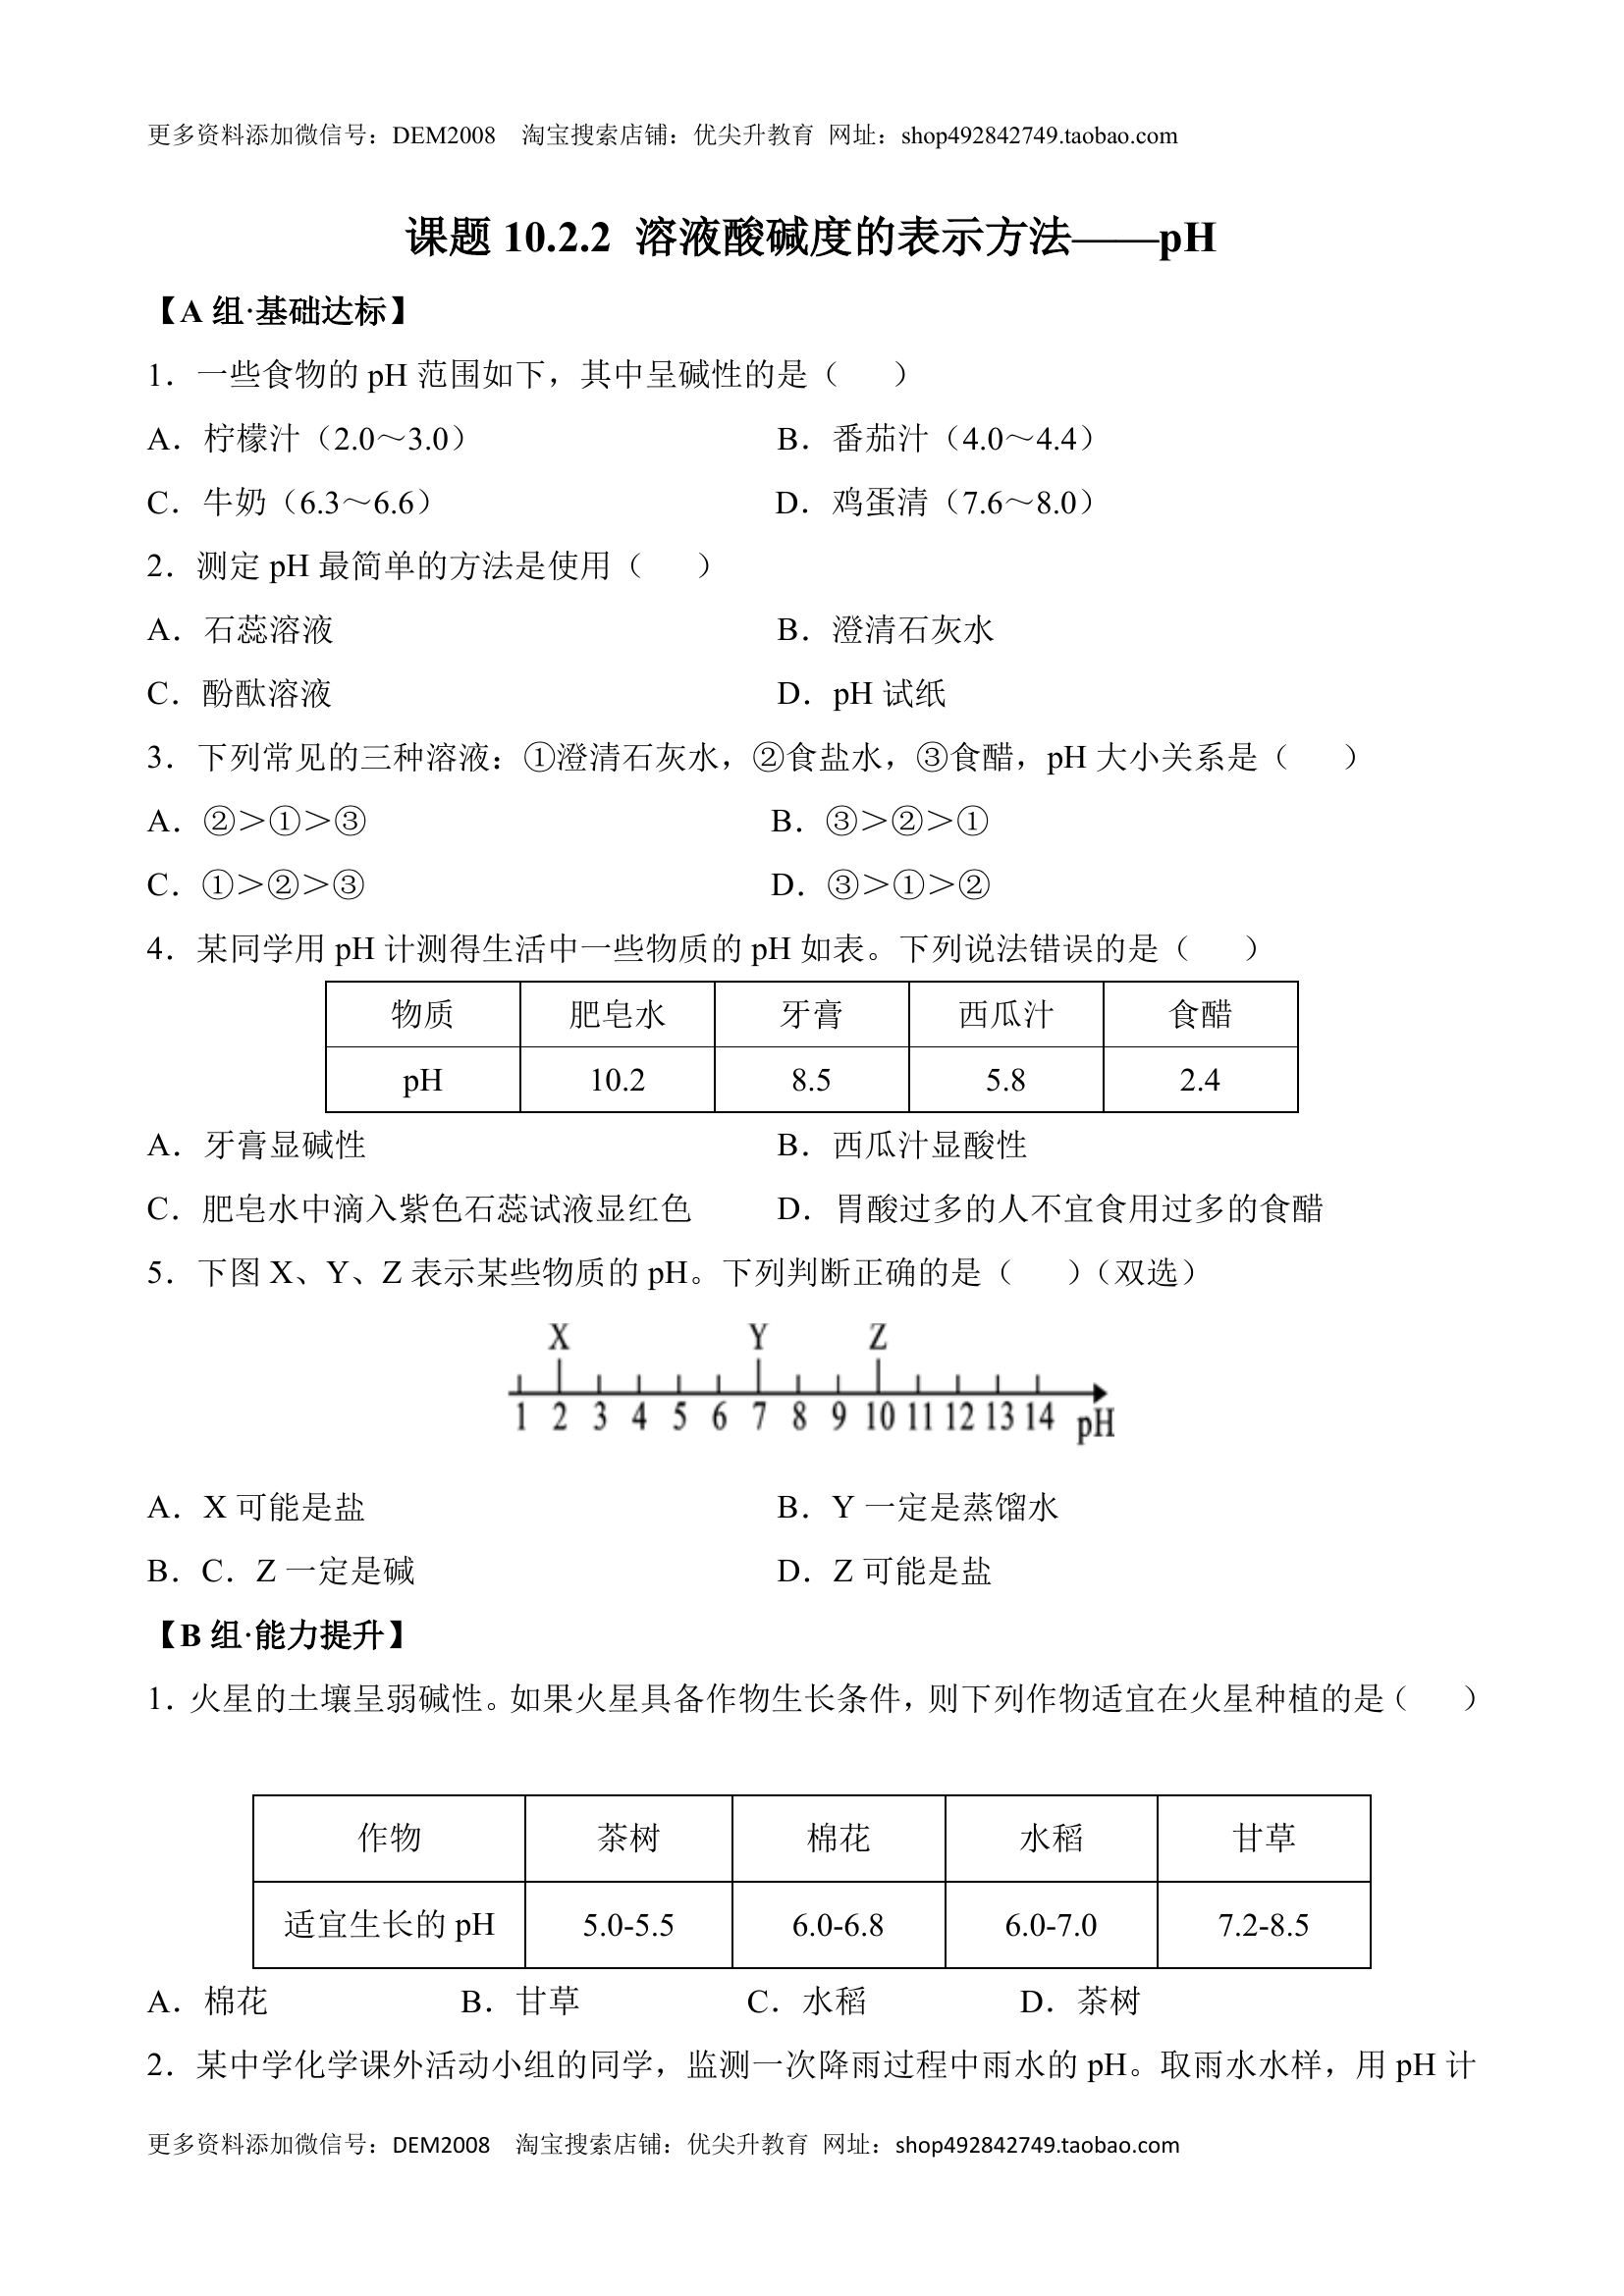 更多资料添加微信号：DEM2008 淘宝搜索店铺：优尖升教育 网址：shop492842749.taobao.com
课题 10.2.2 溶液酸碱度的表示方法——pH
【A 组·基础达标】
1．一些食物的 pH 范围如下，其中呈碱性的是（ ）
A．柠檬汁（2.0～3.0） B．番茄汁（4.0～4.4）
C．牛奶（6.3～6.6） D．鸡蛋清（7.6～8.0）
2．测定 pH 最简单的方法是使用（ ）
A．石蕊溶液 B．澄清石灰水
C．酚酞溶液 D．pH 试纸
3．下列常见的三种溶液：①澄清石灰水，②食盐水，③食醋，pH 大小关系是（ ）
A．②＞①＞③ B．③＞②＞①
C．①＞②＞③ D．③＞①＞②
4．某同学用 pH 计测得生活中一些物质的 pH 如表。下列说法错误的是（ ）
物质 肥皂水 牙膏 西瓜汁 食醋
pH 10.2 8.5 5.8 2.4
A．牙膏显碱性 B．西瓜汁显酸性
C．肥皂水中滴入紫色石蕊试液显红色 D．胃酸过多的人不宜食用过多的食醋
5．下图 X、Y、Z 表示某些物质的 pH。下列判断正确的是（ ）（双选）
X Y Z
1 2 3 4 5 6 7 8 9 10 11 12 13 14 pH
A．X 可能是盐 B．Y 一定是蒸馏水
B．C．Z 一定是碱 D．Z 可能是盐
【B 组·能力提升】
1．火星的土壤呈弱碱性。如果火星具备作物生长条件，则下列作物适宜在火星种植的是（ ）
作物 茶树 棉花 水稻 甘草
适宜生长的 pH 5.0-5.5 6.0-6.8 6.0-7.0 7.2-8.5
A．棉花 B．甘草 C．水稻 D．茶树
2．某中学化学课外活动小组的同学，监测一次降雨过程中雨水的 pH。取雨水水样，用 pH 计
更多资料添加微信号：DEM2008 淘宝搜索店铺：优尖升教育 网址：shop492842749.taobao.com